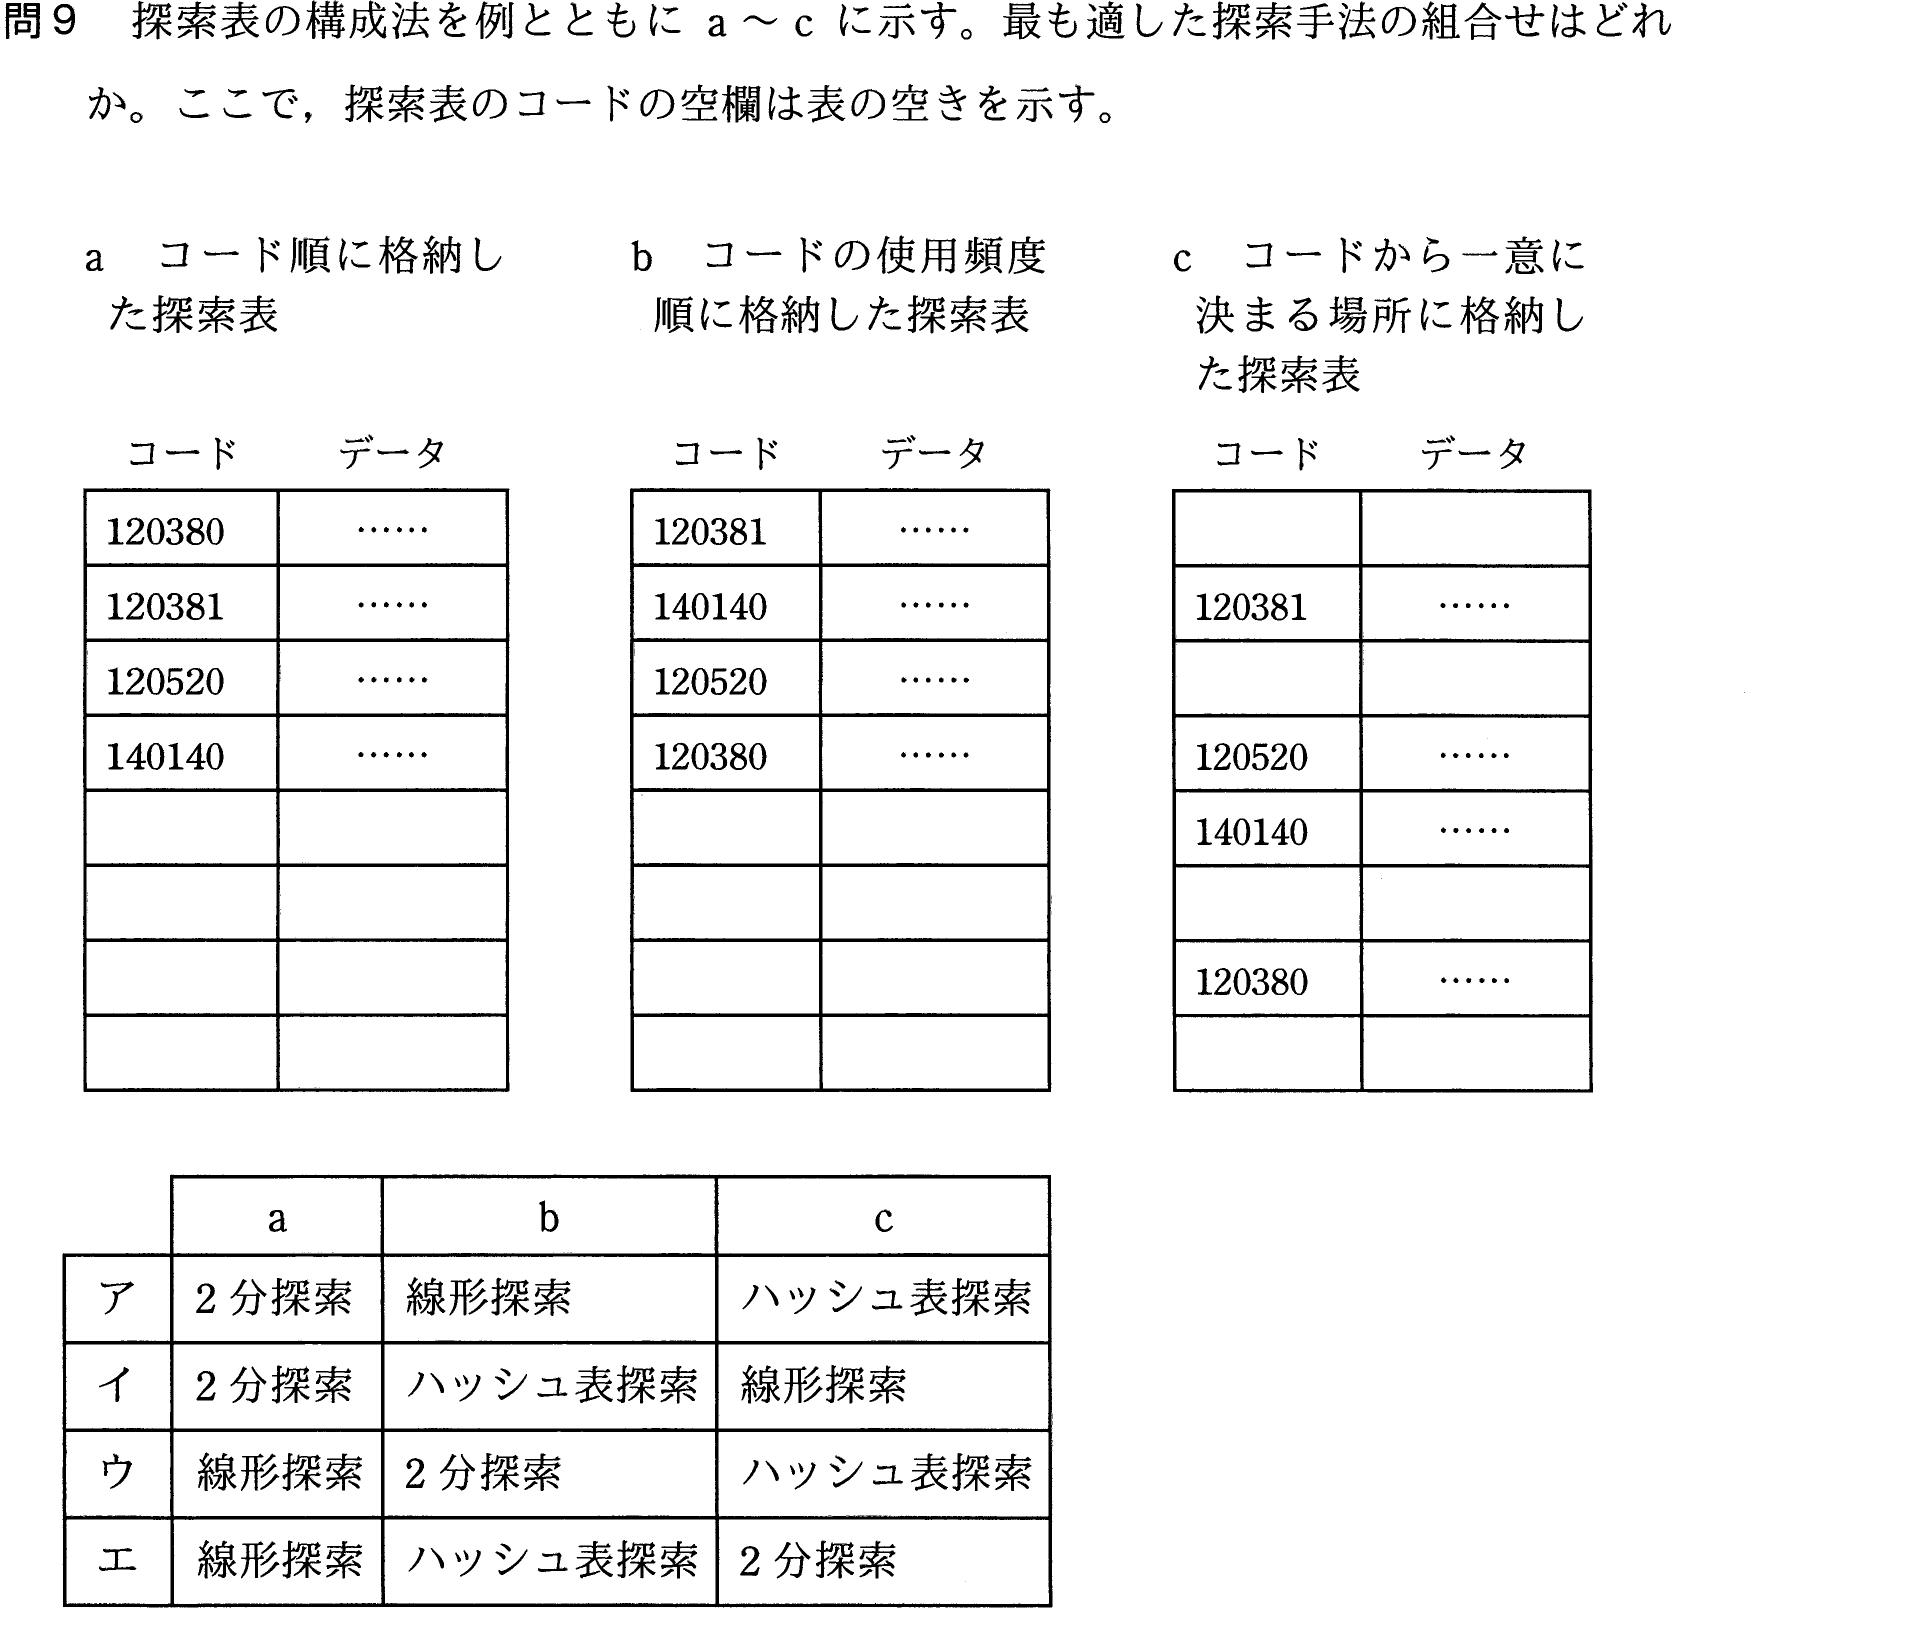 問9 探索表の構成法を例とともに a ～ c に示す。最も適した探索手法の組合せはどれ
か。ここで，探索表のコードの空欄は表の空きを示す。
a コード順に格納し
た探索表
b コードの使用頻度
順に格納した探索表
c コードから一意に
決まる場所に格納し
た探索表
コード データ
120380 ……
120381 ……
120520 ……
140140 ……
コード データ
120381 ……
140140 ……
120520 ……
120380 ……
コード データ
120381 ……
120520 ……
140140 ……
120380 ……
a b c
ア 2分探索 線形探索 ハッシュ表探索
イ 2分探索 ハッシュ表探索 線形探索
ウ 線形探索 2分探索 ハッシュ表探索
エ 線形探索 ハッシュ表探索 2分探索